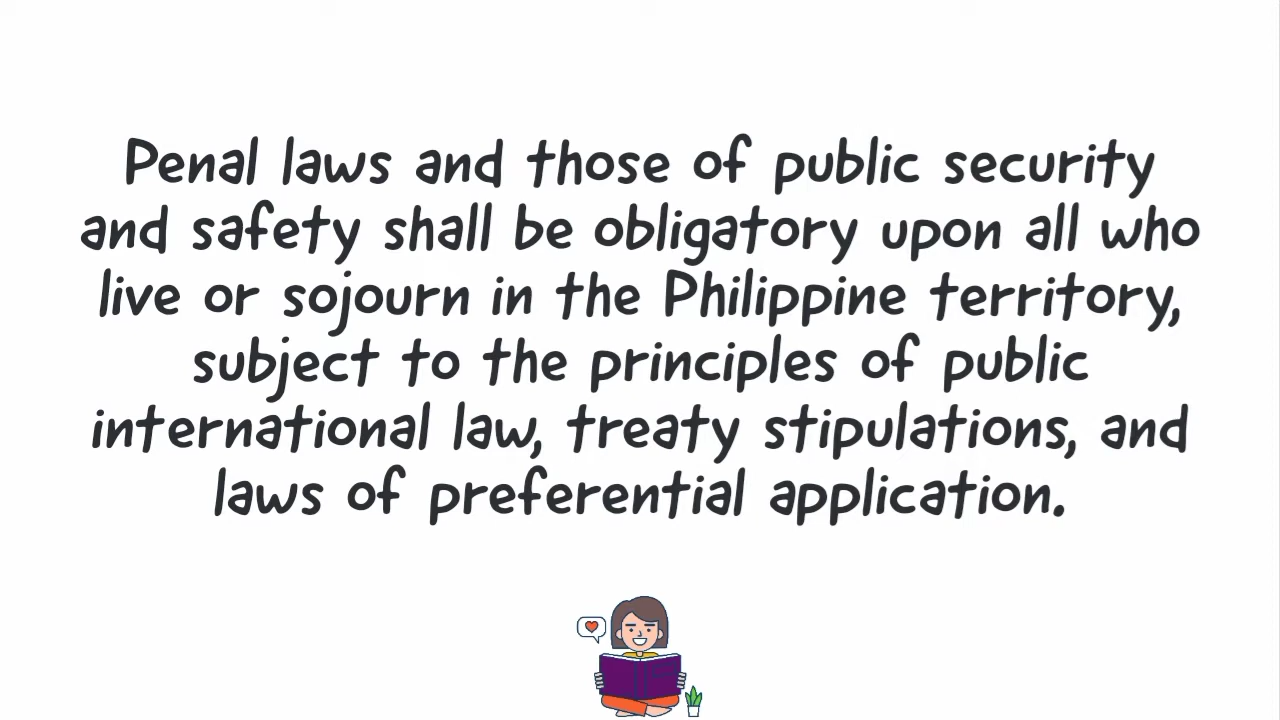 Penal laws and those of public security
and safety shall be obligatory upon all who
live or sojourn in the Philippine territory,
subject to the principles of public
international law, treaty stipulations, and
laws of preferential application.